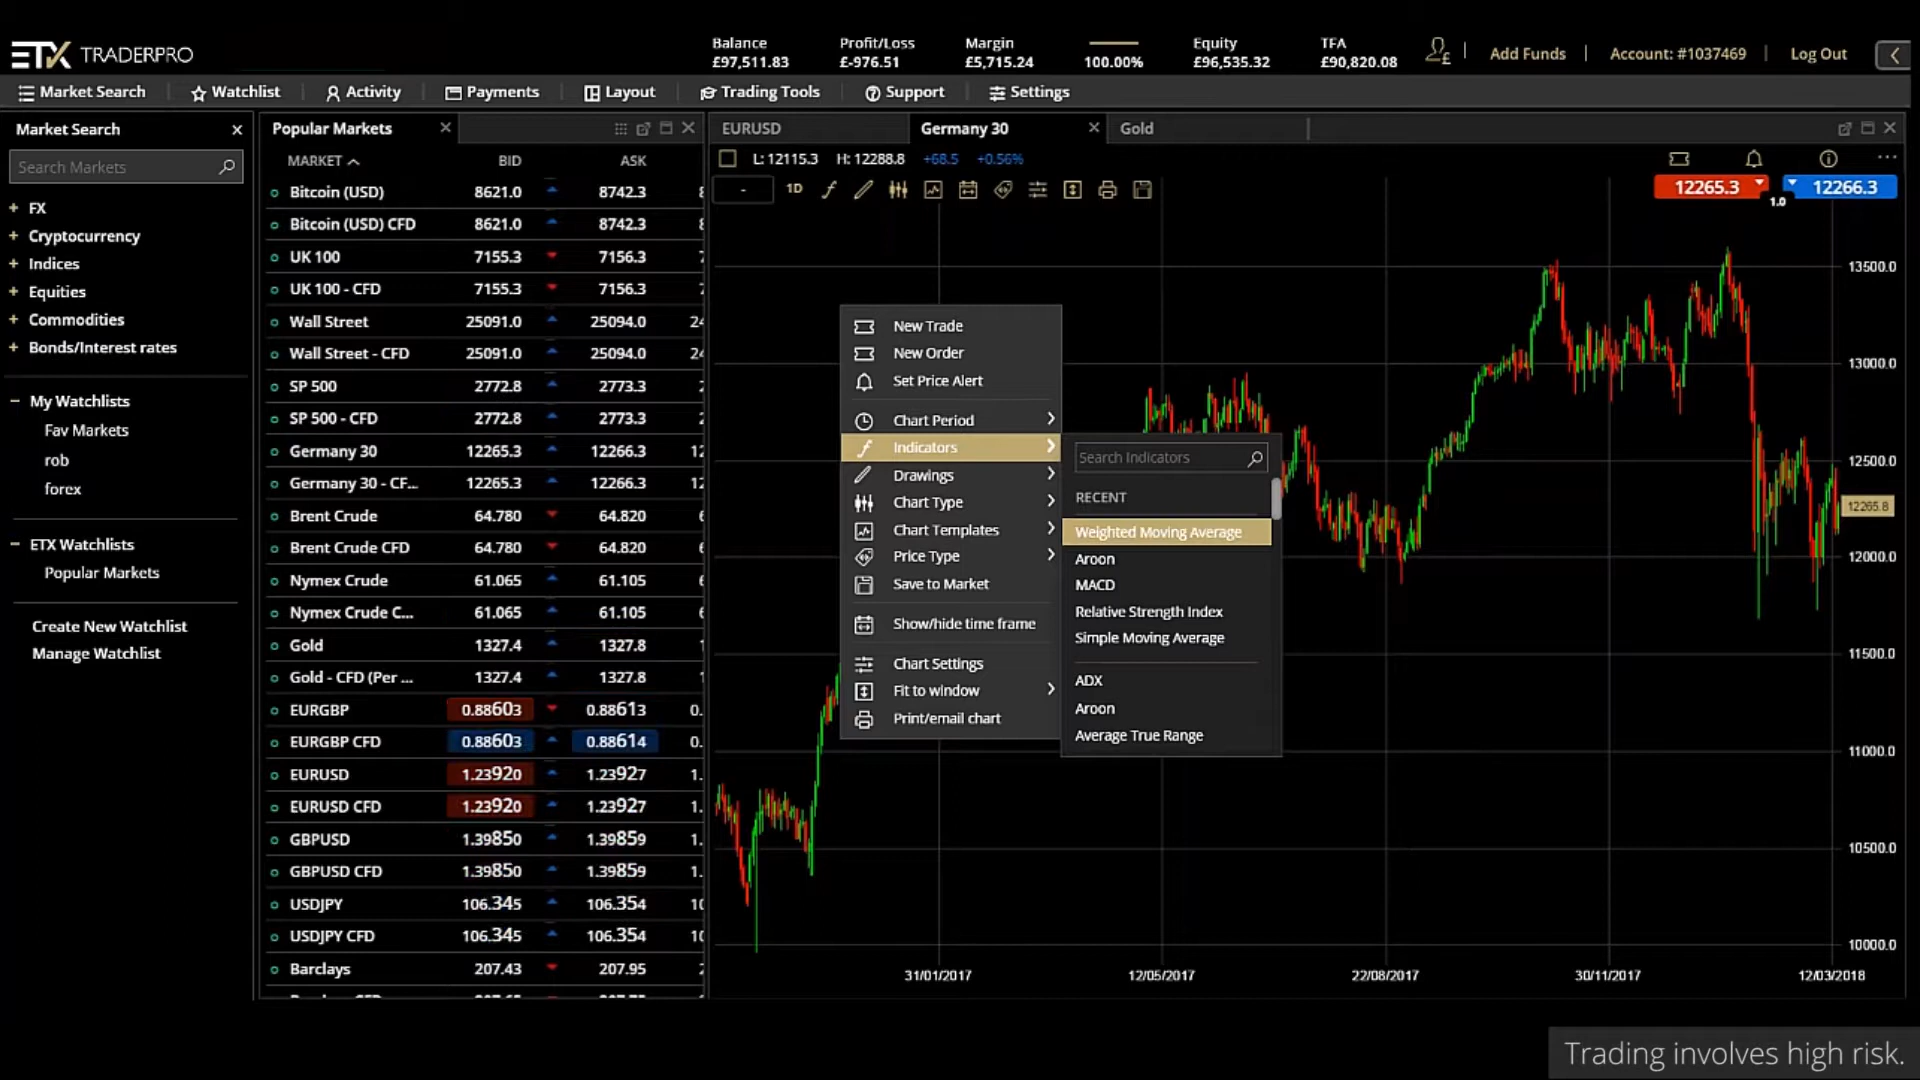 ETX TRADERPRO
Balance
£97,511.83
Profit/Loss
£-976.51
Margin
£5,715.24
100.00%
Equity
£96,535.32
TFA
£90,820.08
Add Funds
Account: #1037469
Log Out
Market Search
Watchlist
Activity
Payments
Layout
Trading Tools
Support
Settings
Market Search
Search Markets
+ FX
+ Cryptocurrency
+ Indices
+ Equities
+ Commodities
+ Bonds/Interest rates
− My Watchlists
Fav Markets
rob
forex
− ETX Watchlists
Popular Markets
Create New Watchlist
Manage Watchlist
Popular Markets
MARKET BID ASK
Bitcoin (USD) 8621.0 8742.3
Bitcoin (USD) CFD 8621.0 8742.3
UK 100 7155.3 7156.3
UK 100 - CFD 7155.3 7156.3
Wall Street 25091.0 25094.0
Wall Street - CFD 25091.0 25094.0
SP 500 2772.8 2773.3
SP 500 - CFD 2772.8 2773.3
Germany 30 12265.3 12266.3
Germany 30 - CF... 12265.3 12266.3
Brent Crude 64.780 64.820
Brent Crude CFD 64.780 64.820
Nymex Crude 61.065 61.105
Nymex Crude C... 61.065 61.105
Gold 1327.4 1327.8
Gold - CFD (Per ... 1327.4 1327.8
EURGBP 0.88603 0.88613
EURGBP CFD 0.88603 0.88614
EURUSD 1.23920 1.23927
EURUSD CFD 1.23920 1.23927
GBPUSD 1.39850 1.39859
GBPUSD CFD 1.39850 1.39859
USDJPY 106.345 106.354
USDJPY CFD 106.345 106.354
Barclays 207.43 207.95
EURUSD
Germany 30
Gold
L: 12115.3 H: 12288.8 +68.5 +0.56%
- 1D
12265.3
12266.3
1.0
New Trade
New Order
Set Price Alert
Chart Period
Indicators
Drawings
Chart Type
Chart Templates
Price Type
Save to Market
Show/hide time frame
Chart Settings
Fit to window
Print/email chart
Search Indicators
RECENT
Weighted Moving Average
Aroon
MACD
Relative Strength Index
Simple Moving Average
ADX
Aroon
Average True Range
13500.0
13000.0
12500.0
12265.8
12000.0
11500.0
11000.0
10500.0
10000.0
31/01/2017 12/05/2017 22/08/2017 30/11/2017 12/03/2018
Trading involves high risk.